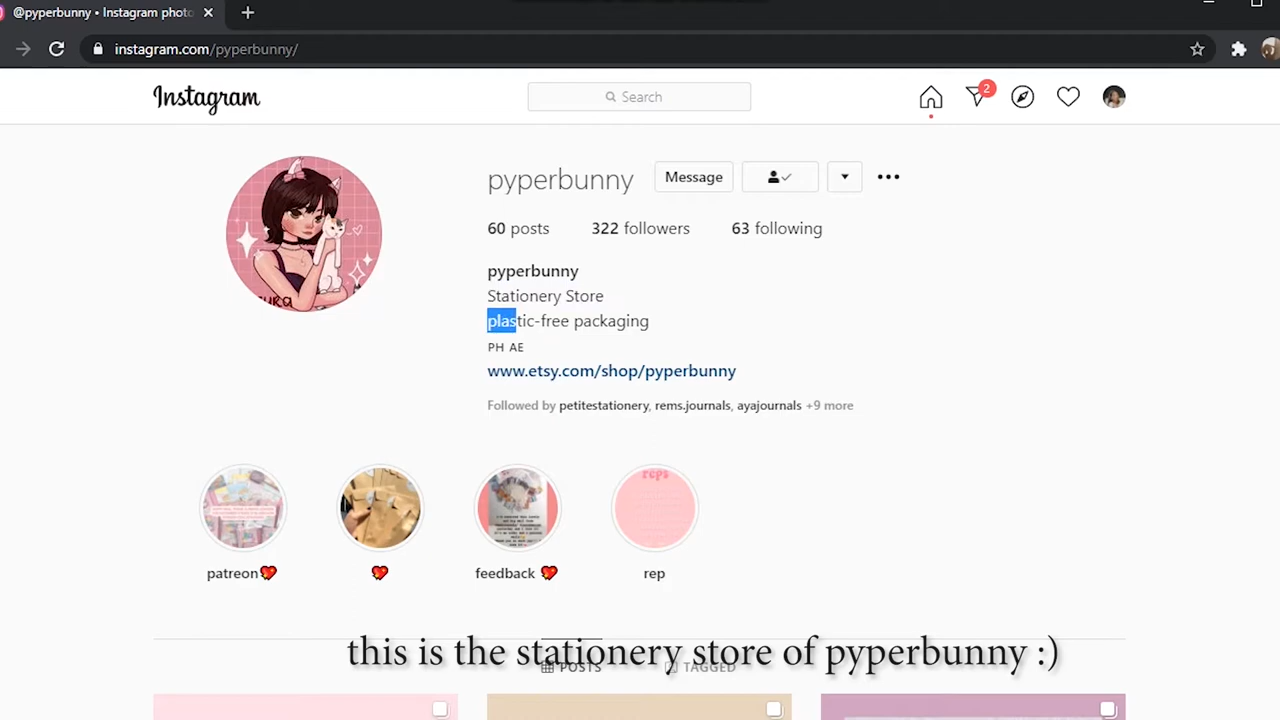 @pyperbunny • Instagram photo
instagram.com/pyperbunny/
Instagram
Search
2
pyperbunny
Message
60 posts 322 followers 63 following
pyperbunny
Stationery Store
plastic-free packaging
PH AE
www.etsy.com/shop/pyperbunny
Followed by petitestationery, rems.journals, ayajournals +9 more
reps
patreon💖 💖 feedback 💖 rep
this is the stationery store of pyperbunny :)
POSTS TAGGED